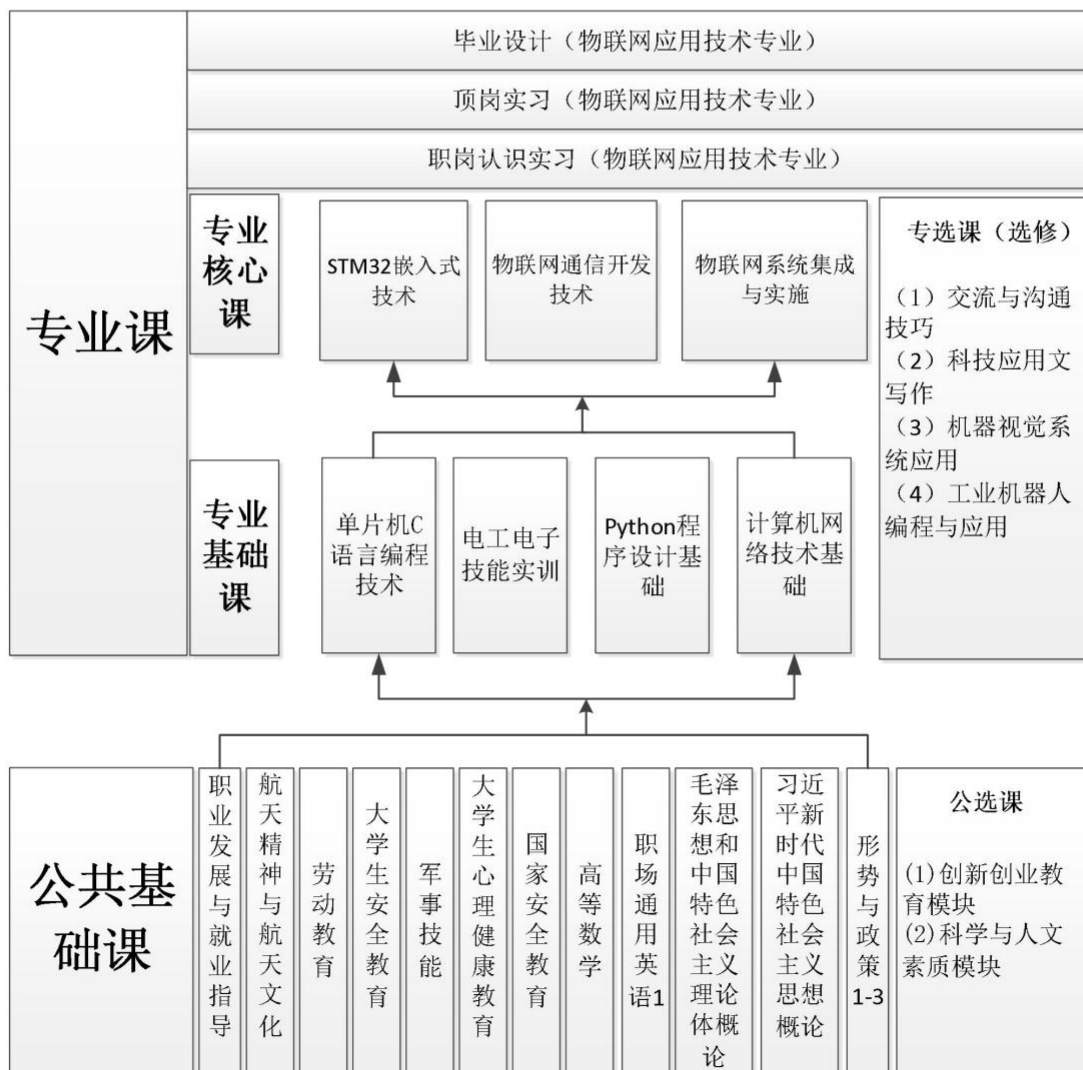 毕业设计（物联网应用技术专业）
顶岗实习（物联网应用技术专业）
职岗认识实习（物联网应用技术专业）
专业课
专业
核心
课
STM32嵌入式
技术
物联网通信开发
技术
物联网系统集成
与实施
专选课（选修）
（1）交流与沟通
技巧
（2）科技应用文
写作
（3）机器视觉系
统应用
（4）工业机器人
编程与应用
专业
基础
课
单片机C
语言编程
技术
电工电子
技能实训
Python程
序设计基
础
计算机网
络技术基
础
公共基
础课
职业发展与就业指导
航天精神与航天文化
劳动教育
大学生安全教育
军事技能
大学生心理健康教育
国家安全教育
高等数学
职场通用英语1
毛泽
东思
想和
中国
特色
社会
主义
理论
体概
论
习近
平新
时代
中国
特色
社会
主义
思想
概论
形势与政策1-3
公选课
(1)创新创业教
育模块
(2)科学与人文
素质模块